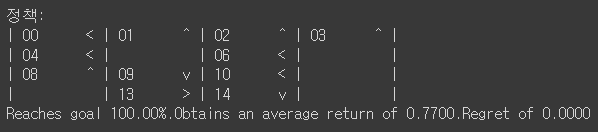 정책:
| 00 < | 01 ^ | 02 ^ | 03 ^ |
| 04 < | | 06 < | |
| 08 ^ | 09 v | 10 < | |
| | 13 > | 14 v | |
Reaches goal 100.00%.Obtains an average return of 0.7700.Regret of 0.0000